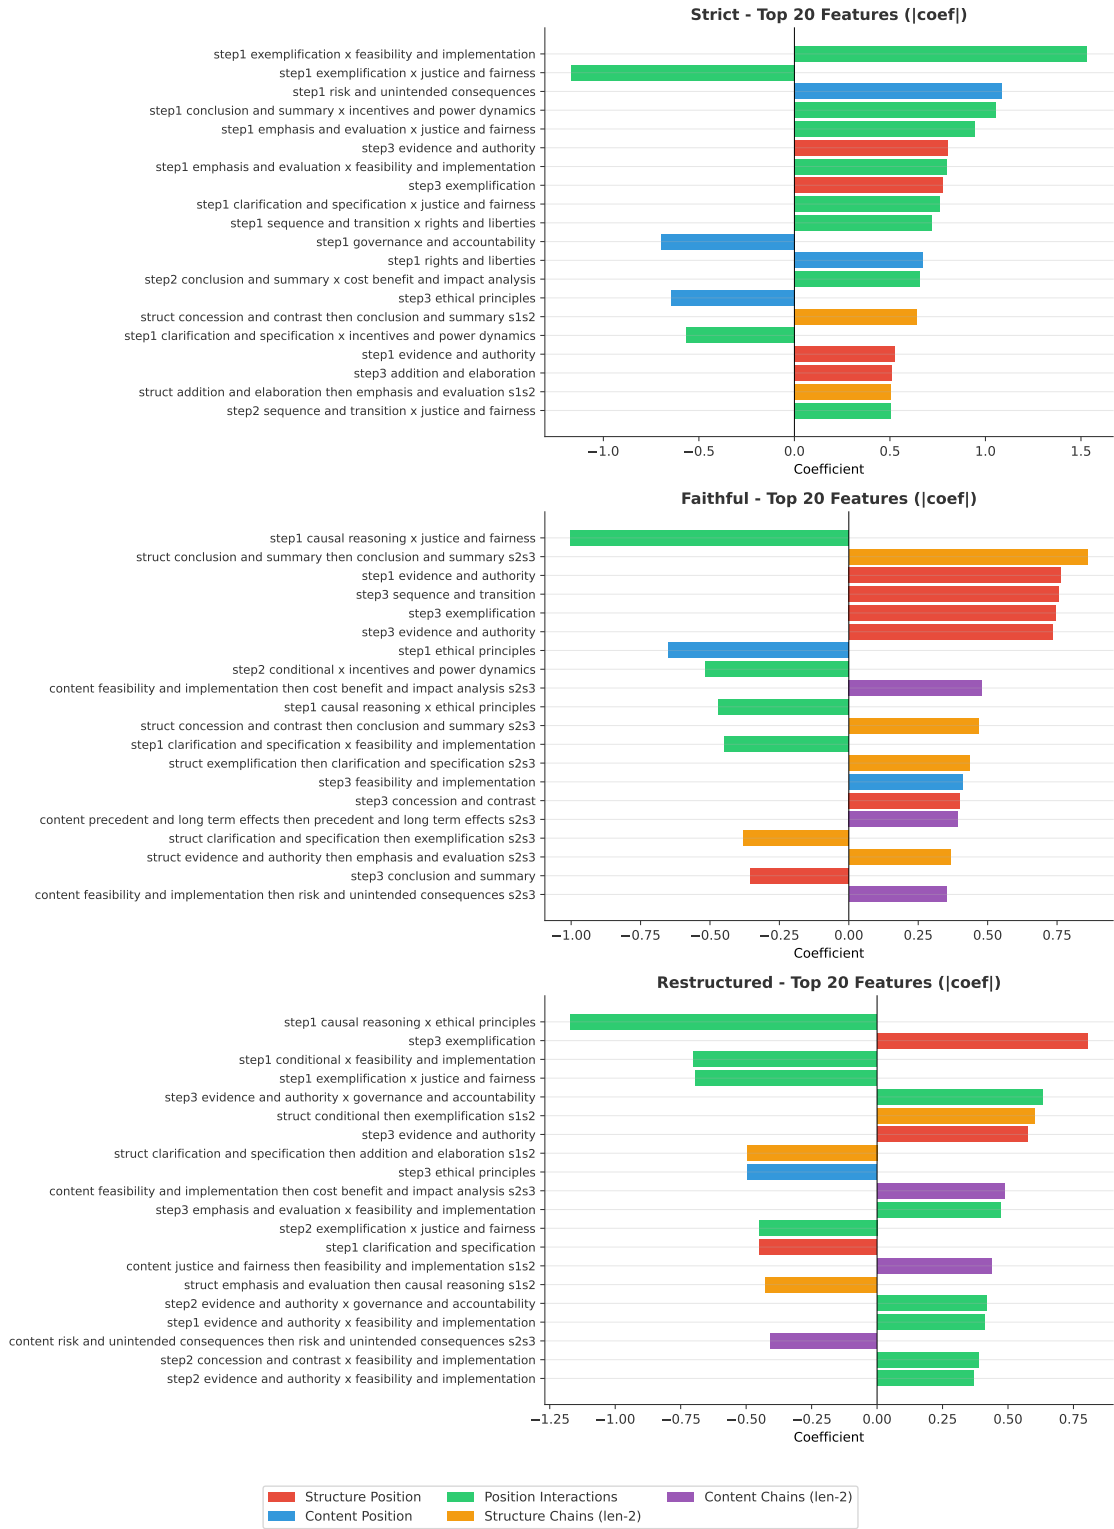 Strict - Top 20 Features (|coef|)
step1 exemplification x feasibility and implementation
step1 exemplification x justice and fairness
step1 risk and unintended consequences
step1 conclusion and summary x incentives and power dynamics
step1 emphasis and evaluation x justice and fairness
step3 evidence and authority
step1 emphasis and evaluation x feasibility and implementation
step3 exemplification
step1 clarification and specification x justice and fairness
step1 sequence and transition x rights and liberties
step1 governance and accountability
step1 rights and liberties
step2 conclusion and summary x cost benefit and impact analysis
step3 ethical principles
struct concession and contrast then conclusion and summary s1s2
step1 clarification and specification x incentives and power dynamics
step1 evidence and authority
step3 addition and elaboration
struct addition and elaboration then emphasis and evaluation s1s2
step2 sequence and transition x justice and fairness
−1.0 −0.5 0.0 0.5 1.0 1.5
Coefficient
Faithful - Top 20 Features (|coef|)
step1 causal reasoning x justice and fairness
struct conclusion and summary then conclusion and summary s2s3
step1 evidence and authority
step3 sequence and transition
step3 exemplification
step3 evidence and authority
step1 ethical principles
step2 conditional x incentives and power dynamics
content feasibility and implementation then cost benefit and impact analysis s2s3
step1 causal reasoning x ethical principles
struct concession and contrast then conclusion and summary s2s3
step1 clarification and specification x feasibility and implementation
struct exemplification then clarification and specification s2s3
step3 feasibility and implementation
step3 concession and contrast
content precedent and long term effects then precedent and long term effects s2s3
struct clarification and specification then exemplification s2s3
struct evidence and authority then emphasis and evaluation s2s3
step3 conclusion and summary
content feasibility and implementation then risk and unintended consequences s2s3
−1.00 −0.75 −0.50 −0.25 0.00 0.25 0.50 0.75
Coefficient
Restructured - Top 20 Features (|coef|)
step1 causal reasoning x ethical principles
step3 exemplification
step1 conditional x feasibility and implementation
step1 exemplification x justice and fairness
step3 evidence and authority x governance and accountability
struct conditional then exemplification s1s2
step3 evidence and authority
struct clarification and specification then addition and elaboration s1s2
step3 ethical principles
content feasibility and implementation then cost benefit and impact analysis s2s3
step3 emphasis and evaluation x feasibility and implementation
step2 exemplification x justice and fairness
step1 clarification and specification
content justice and fairness then feasibility and implementation s1s2
struct emphasis and evaluation then causal reasoning s1s2
step2 evidence and authority x governance and accountability
step1 evidence and authority x feasibility and implementation
content risk and unintended consequences then risk and unintended consequences s2s3
step2 concession and contrast x feasibility and implementation
step2 evidence and authority x feasibility and implementation
−1.25 −1.00 −0.75 −0.50 −0.25 0.00 0.25 0.50 0.75
Coefficient
Structure Position Position Interactions Content Chains (len-2)
Content Position Structure Chains (len-2)